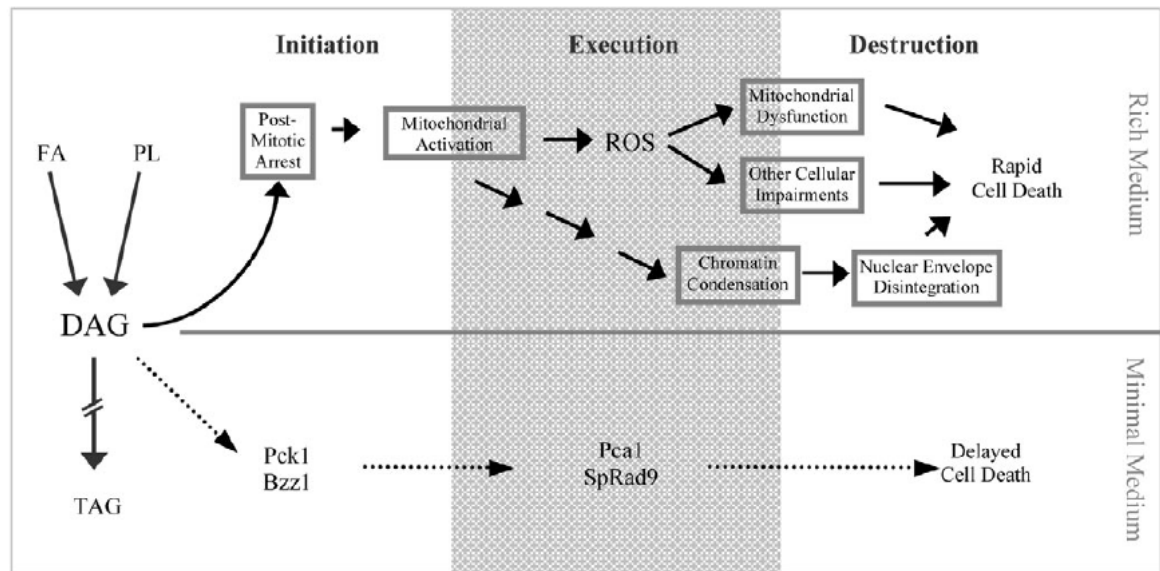 Initiation
Execution
Destruction
Rich Medium
FA
PL
Post-
Mitotic
Arrest
Mitochondrial
Activation
ROS
Mitochondrial
Dysfunction
Other Cellular
Impairments
Rapid
Cell Death
Chromatin
Condensation
Nuclear Envelope
Disintegration
DAG
TAG
Pck1
Bzz1
Pca1
SpRad9
Delayed
Cell Death
Minimal Medium